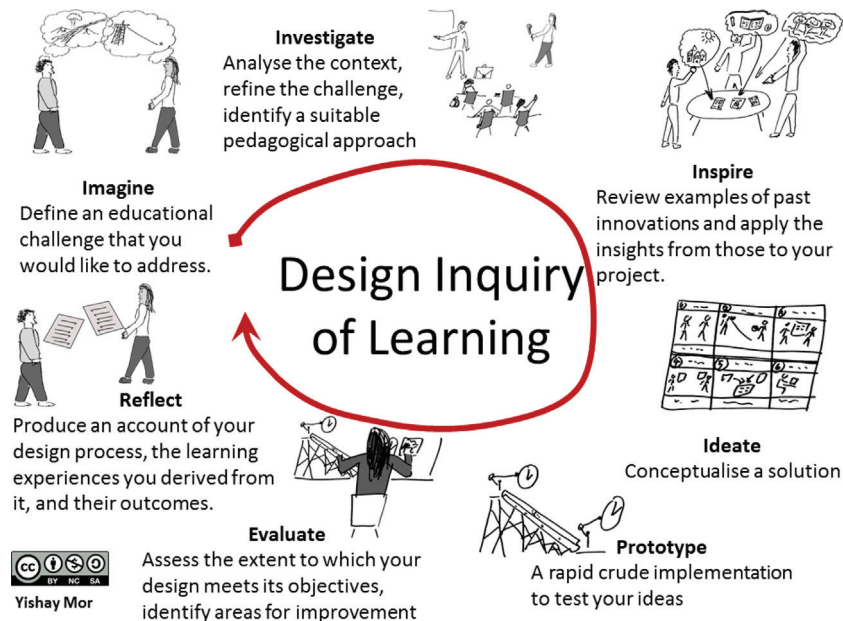 Imagine
Define an educational
challenge that you
would like to address.
Investigate
Analyse the context,
refine the challenge,
identify a suitable
pedagogical approach
Inspire
Review examples of past
innovations and apply the
insights from those to your
project.
Design Inquiry
of Learning
Ideate
Conceptualise a solution
Prototype
A rapid crude implementation
to test your ideas
Evaluate
Assess the extent to which your
design meets its objectives,
identify areas for improvement
Reflect
Produce an account of your
design process, the learning
experiences you derived from
it, and their outcomes.
cc
BY NC SA
Yishay Mor